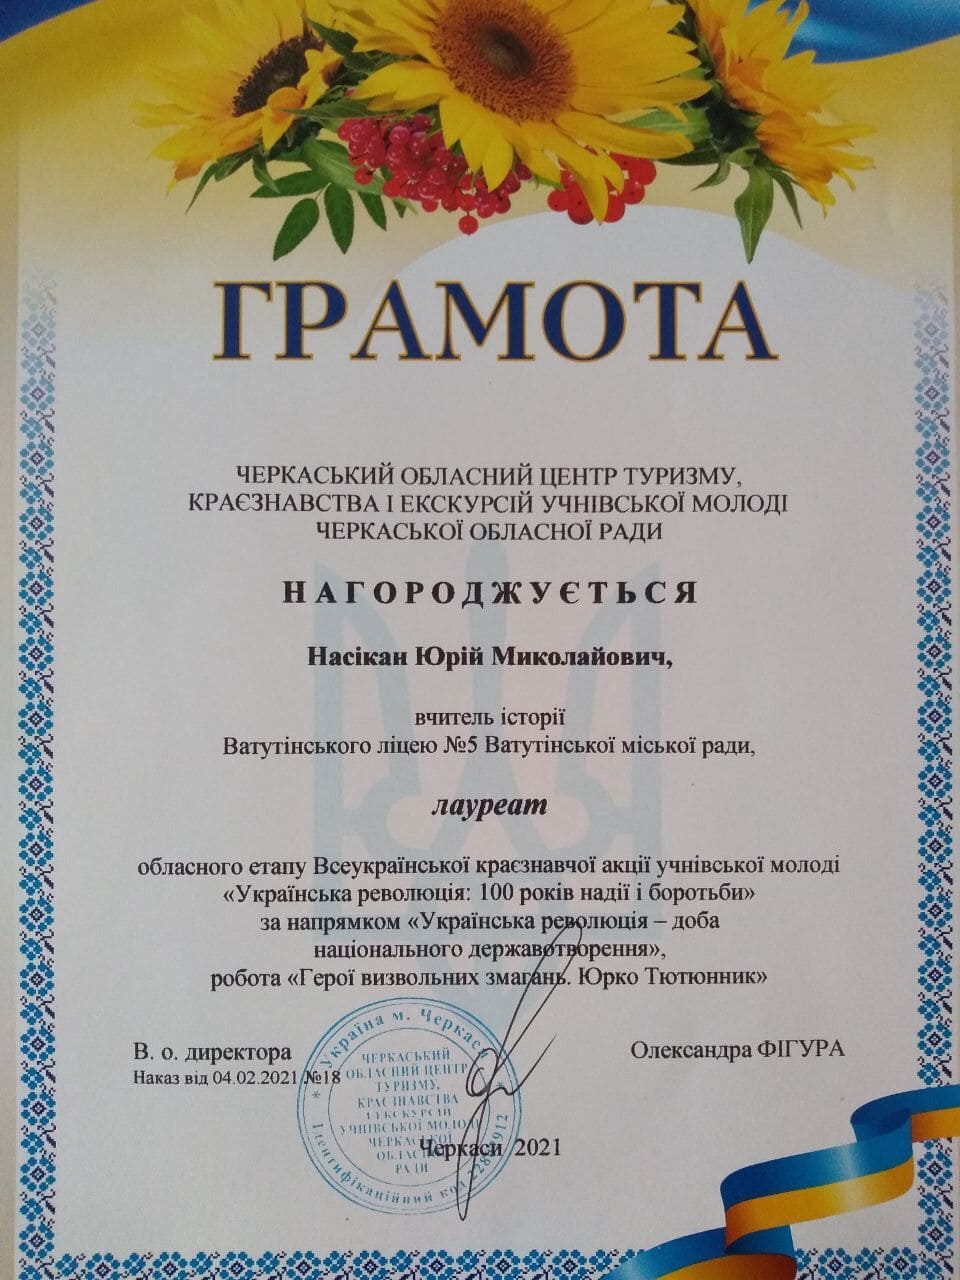 ГРАМОТА
ЧЕРКАСЬКИЙ ОБЛАСНИЙ ЦЕНТР ТУРИЗМУ,
КРАЄЗНАВСТВА І ЕКСКУРСІЙ УЧНІВСЬКОЇ МОЛОДІ
ЧЕРКАСЬКОЇ ОБЛАСНОЇ РАДИ
НАГОРОДЖУЄТЬСЯ
Насікан Юрій Миколайович,
вчитель історії
Ватутінського ліцею №5 Ватутінської міської ради,
лауреат
обласного етапу Всеукраїнської краєзнавчої акції учнівської молоді
«Українська революція: 100 років надії і боротьби»
за напрямком «Українська революція – доба
національного державотворення»,
робота «Герої визвольних змагань. Юрко Тютюнник»
В. о. директора
Олександра ФІГУРА
Наказ від 04.02.2021 №18
* Україна м. Черкаси *
ЧЕРКАСЬКИЙ
ОБЛАСНИЙ ЦЕНТР
ТУРИЗМУ,
КРАЄЗНАВСТВА
І ЕКСКУРСІЙ
УЧНІВСЬКОЇ МОЛОДІ
ЧЕРКАСЬКОЇ
ОБЛАСНОЇ
РАДИ
Ідентифікаційний код
Черкаси 2021